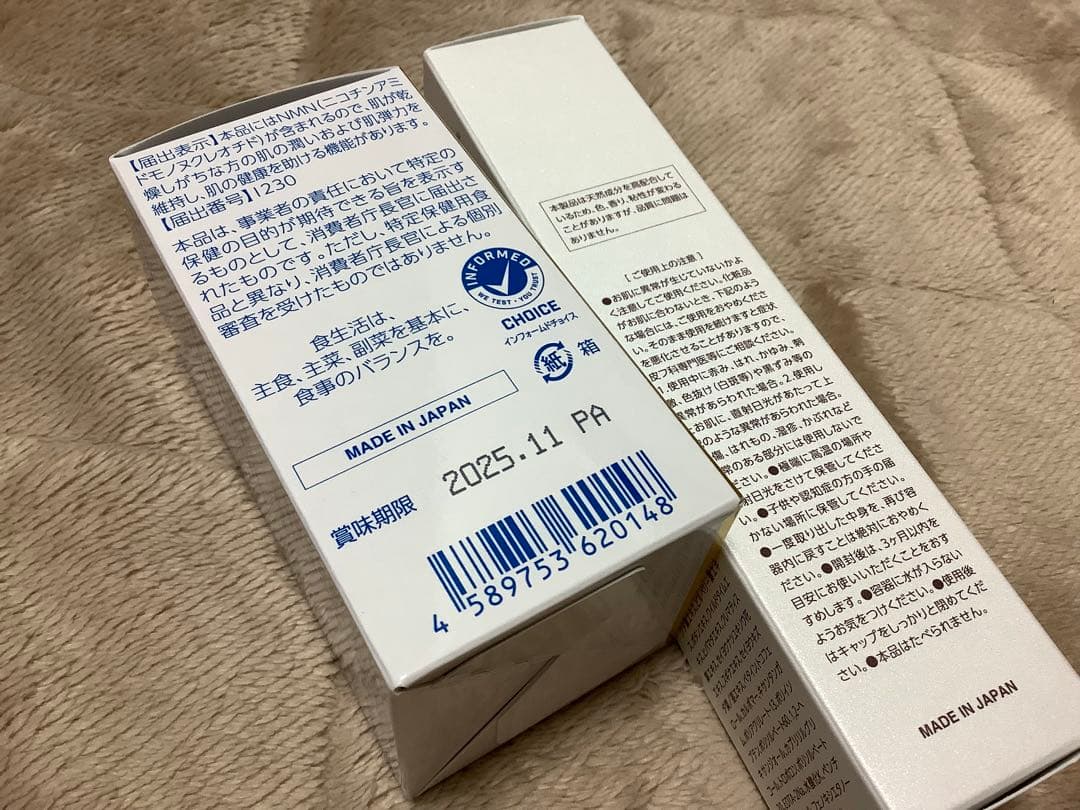 【届出表示】本品にはNMN(ニコチンアミ
ドモノヌクレオチド)が含まれるので、肌が乾
燥しがちな方の肌の潤いおよび肌弾力を
維持し、肌の健康を助ける機能があります。
【届出番号】I230
本品は、事業者の責任において特定の
保健の目的が期待できる旨を表示す
るものとして、消費者庁長官に届出さ
れたものです。ただし、特定保健用食
品と異なり、消費者庁長官による個別
審査を受けたものではありません。
食生活は、
主食、主菜、副菜を基本に、
食事のバランスを。
INFORMED
WE TEST・YOU TRUST
CHOICE
インフォームドチョイス
紙 箱
MADE IN JAPAN
賞味期限
2025.11 PA
4 589753 620148
本製品は天然成分を高配合して
いるため、色、香り、粘性が変わる
ことがありますが、品質に問題は
ありません。
[ ご使用上の注意 ]
●お肌に異常が生じていないかよ
く注意してご使用ください。化粧品
がお肌に合わないとき、下記のよう
な場合には、ご使用をおやめくださ
い。そのまま使用を続けますと症状
を悪化させることがありますので、
皮フ科専門医等にご相談ください。
1.使用中に赤み、はれ、かゆみ、刺
激、色抜け(白斑等)や黒ずみ等の
異常があらわれた場合。2.使用し
たお肌に、直射日光があたって上
記のような異常があらわれた場合。
傷、はれもの、湿疹、かぶれなど
常のある部分には使用しないで
ださい。●極端に高温の場所や
射日光をさけて保管してくださ
い。●子供や認知症の方の手の届
かない場所に保管してください。
●一度取り出した中身を、再び容
器内に戻すことは絶対におやめく
ださい。●開封後は、3ヶ月以内を
目安にお使いいただくことをおす
すめします。●容器に水が入らない
ようお気をつけください。●使用後
はキャップをしっかりと閉めてくだ
さい。●本品はたべられません。
MADE IN JAPAN